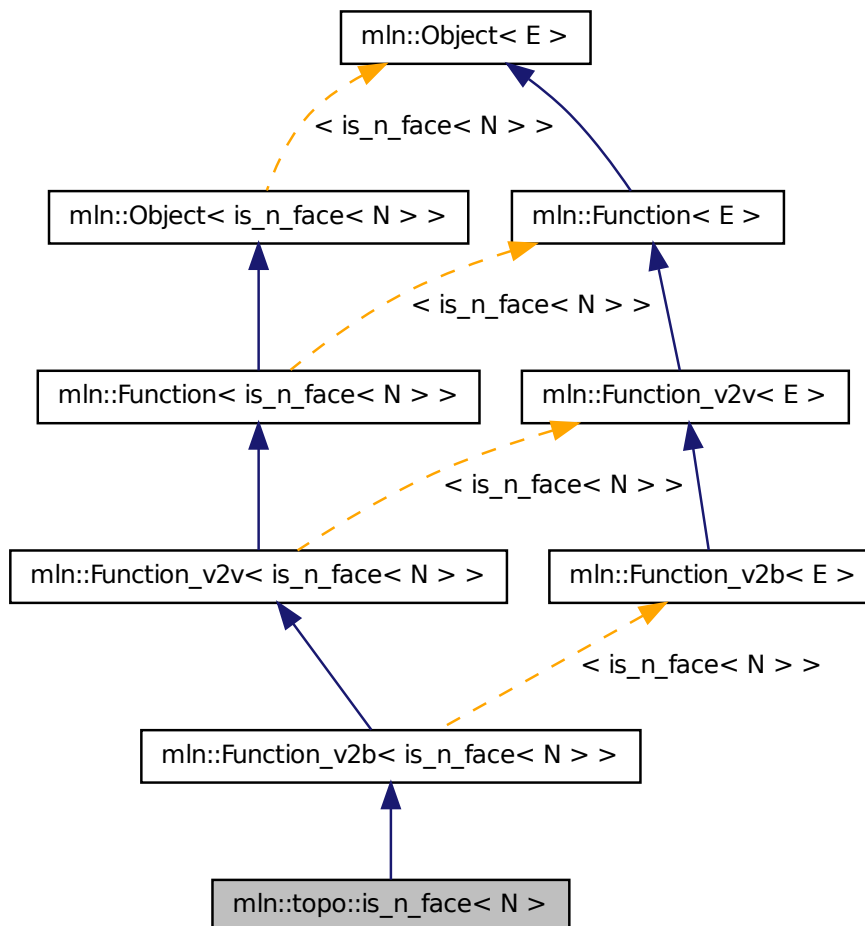 mln::Object< E >
< is_n_face< N > >
mln::Object< is_n_face< N > >
mln::Function< E >
< is_n_face< N > >
mln::Function< is_n_face< N > >
mln::Function_v2v< E >
< is_n_face< N > >
mln::Function_v2v< is_n_face< N > >
mln::Function_v2b< E >
< is_n_face< N > >
mln::Function_v2b< is_n_face< N > >
mln::topo::is_n_face< N >